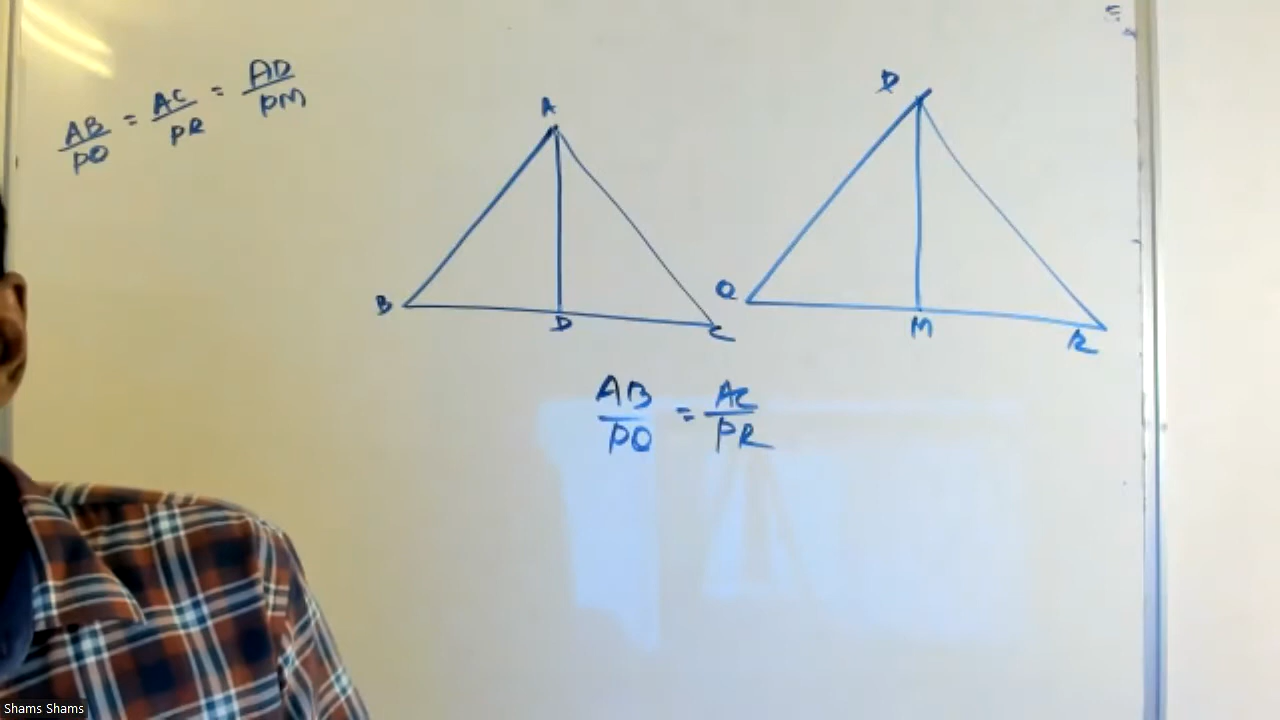 AB/PQ = AC/PR = AD/PM
A
P
B
D
C
Q
M
R
AB/PQ = AC/PR
Shams Shams